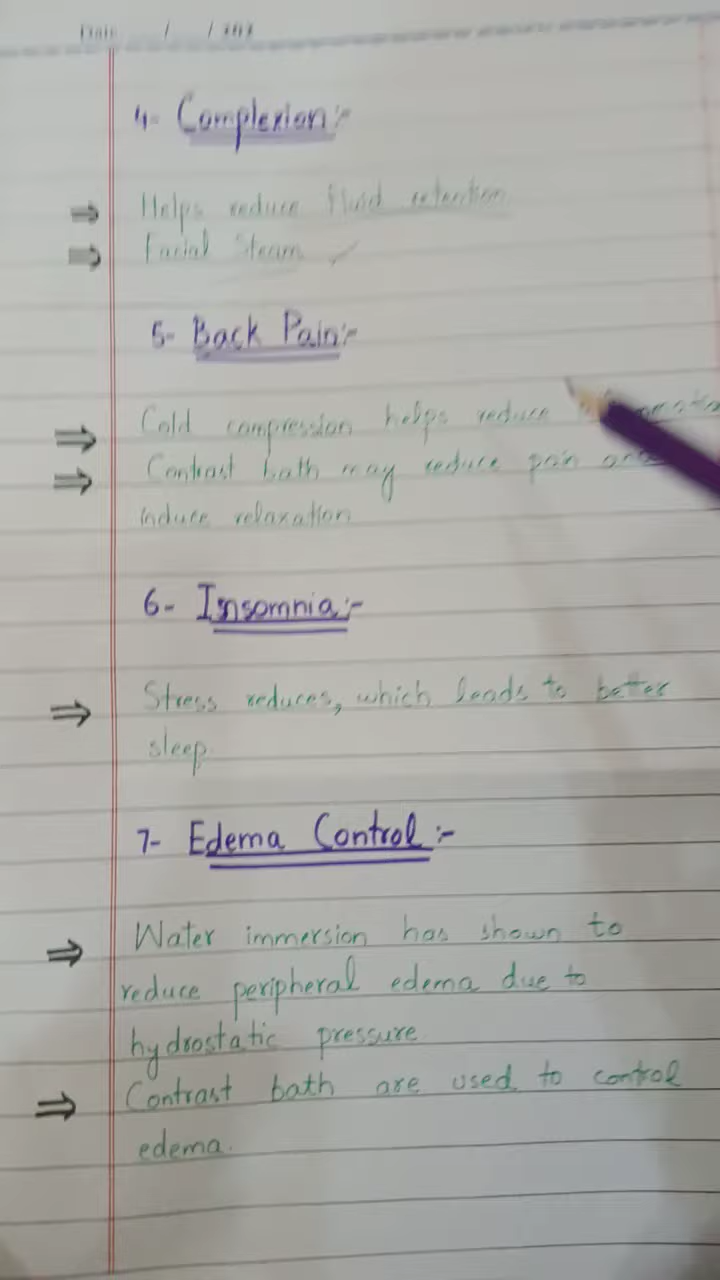 Date / /
4- Complexion:-
⇒ Helps reduce fluid retention
⇒ Facial Steam ✓
5- Back Pain:-
⇒ Cold compression helps reduce
⇒ Contrast bath may reduce pain
induce relaxation
6- Insomnia:-
⇒ Stress reduces, which leads to better
sleep.
7- Edema Control:-
⇒ Water immersion has shown to
reduce peripheral edema due to
hydrostatic pressure.
⇒ Contrast bath are used to control
edema.